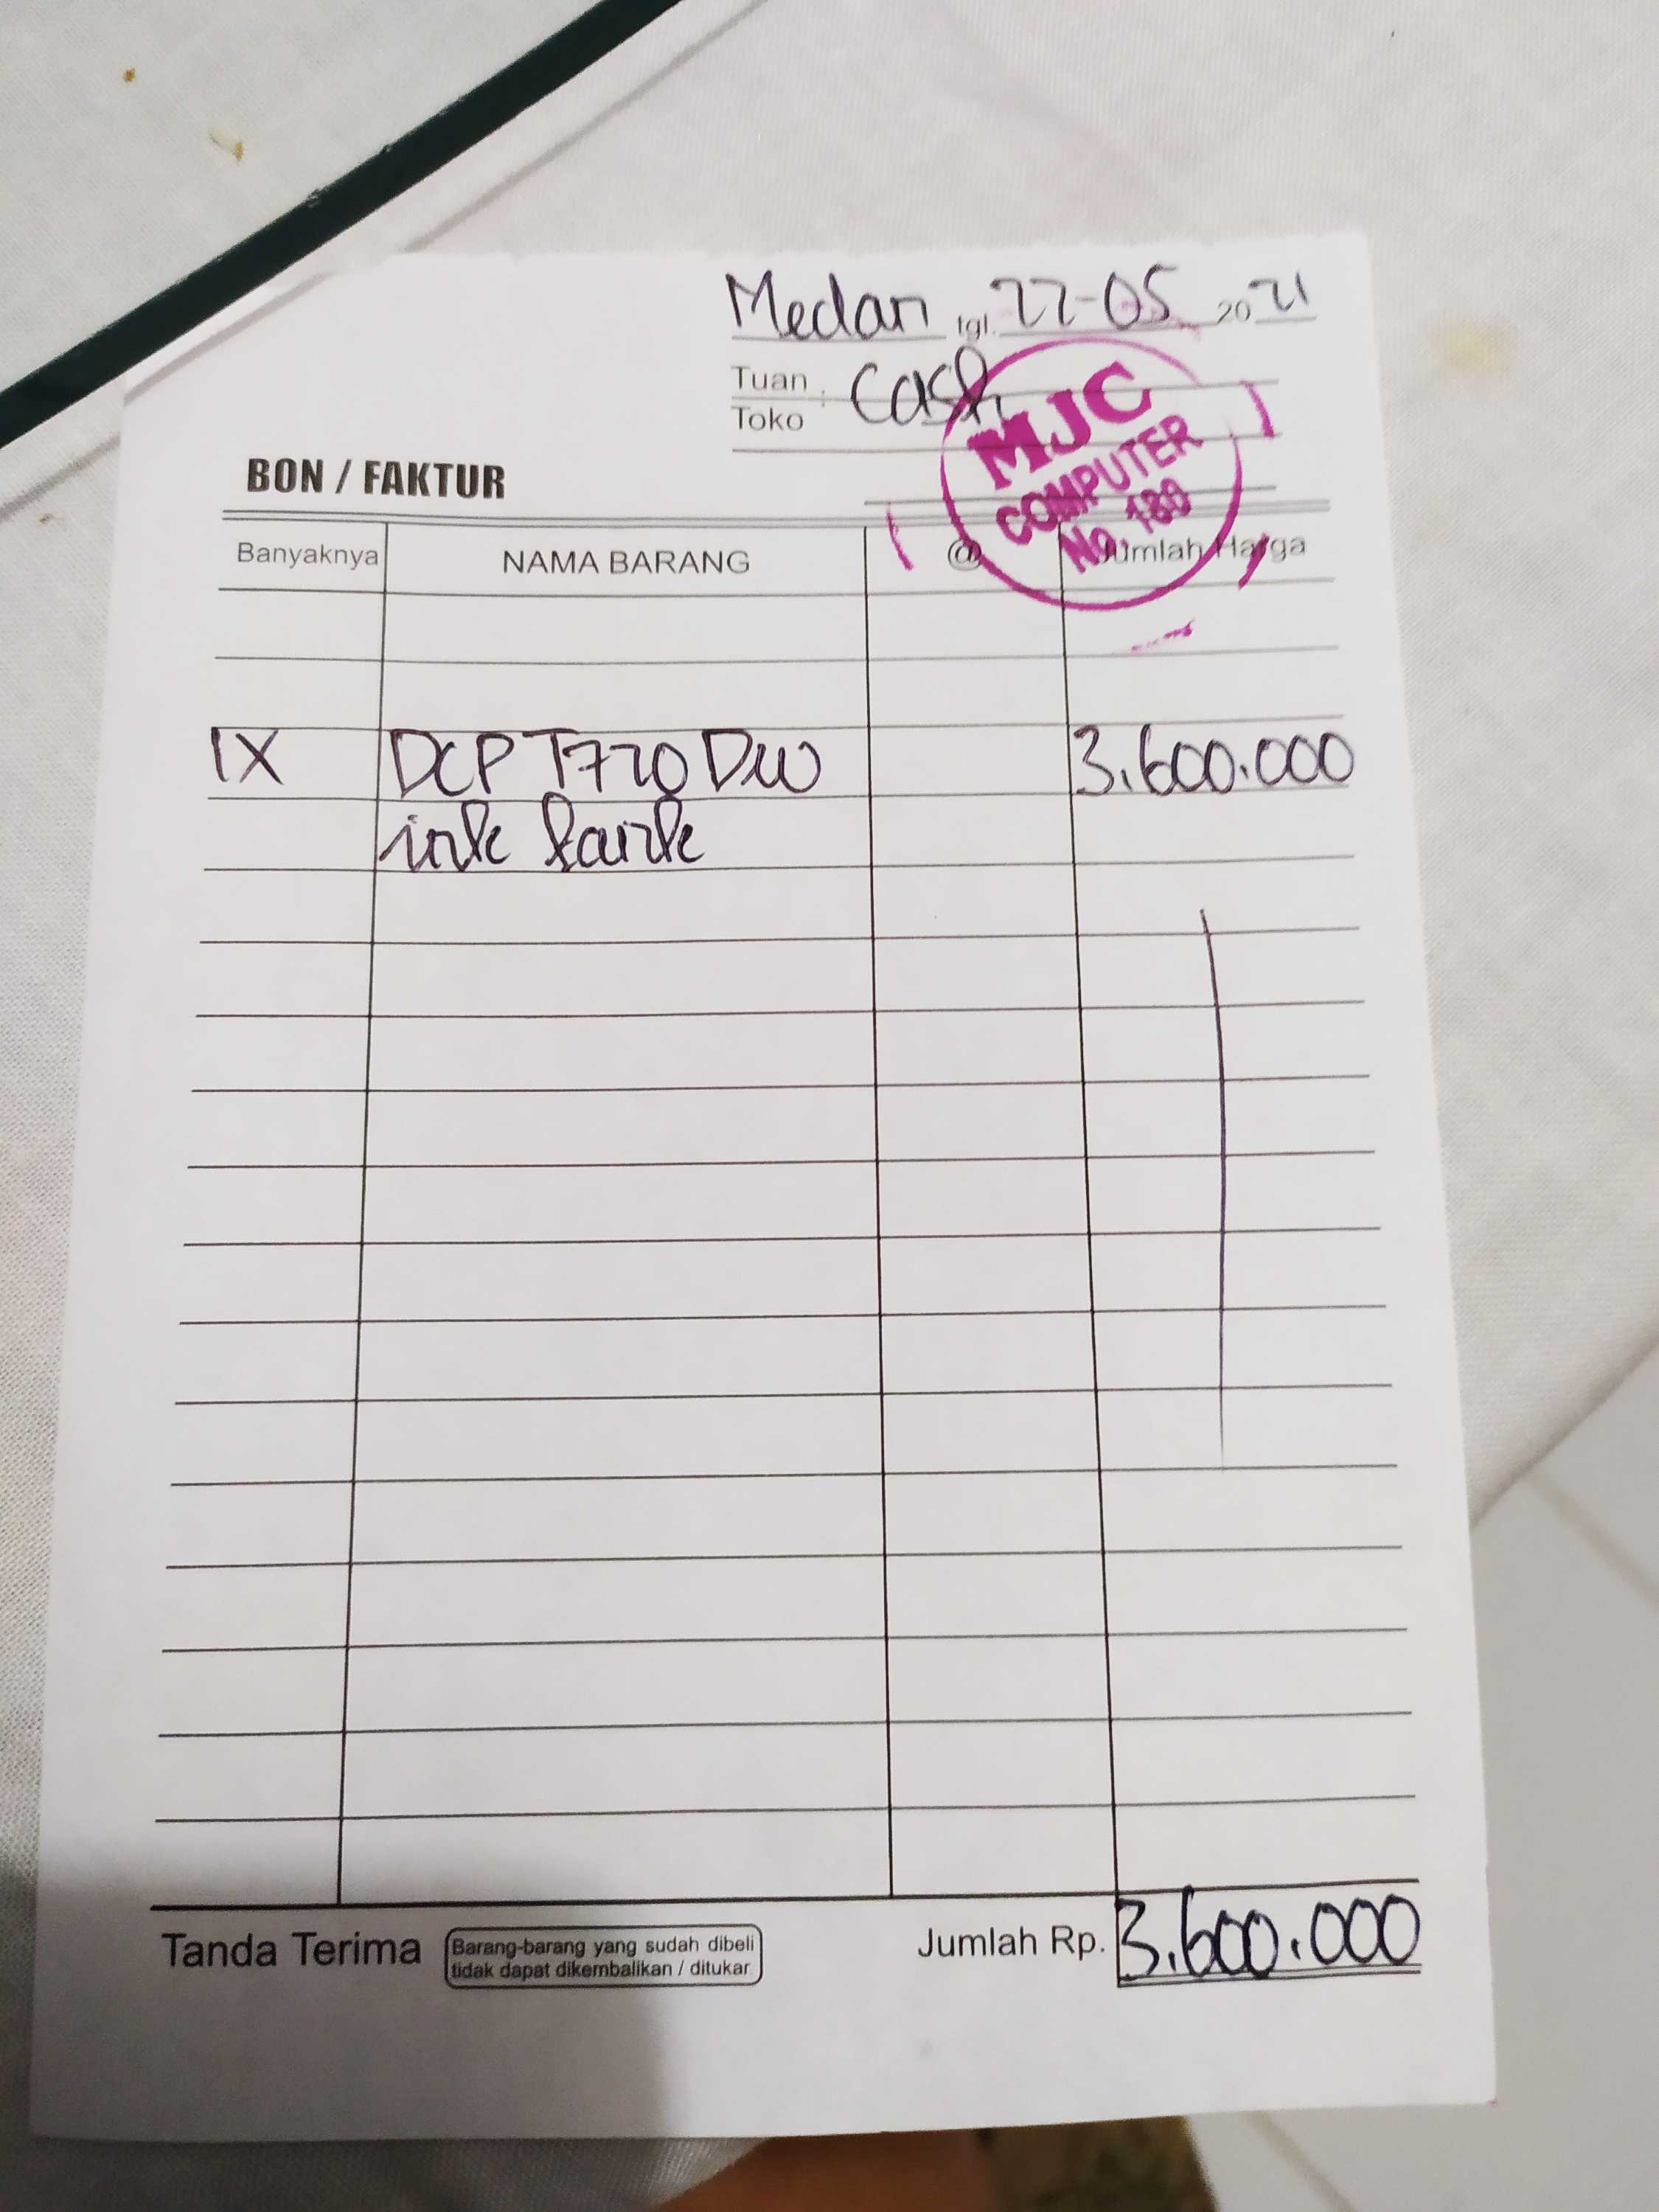 Medan tgl. 22-05 2021
Tuan : Cash
Toko
MJC
COMPUTER
No. 180
BON / FAKTUR
Banyaknya NAMA BARANG @ Jumlah Harga
1X DCP T720 DW 3.600.000
ink tank
Tanda Terima
Barang-barang yang sudah dibeli
tidak dapat dikembalikan / ditukar
Jumlah Rp. 3.600.000